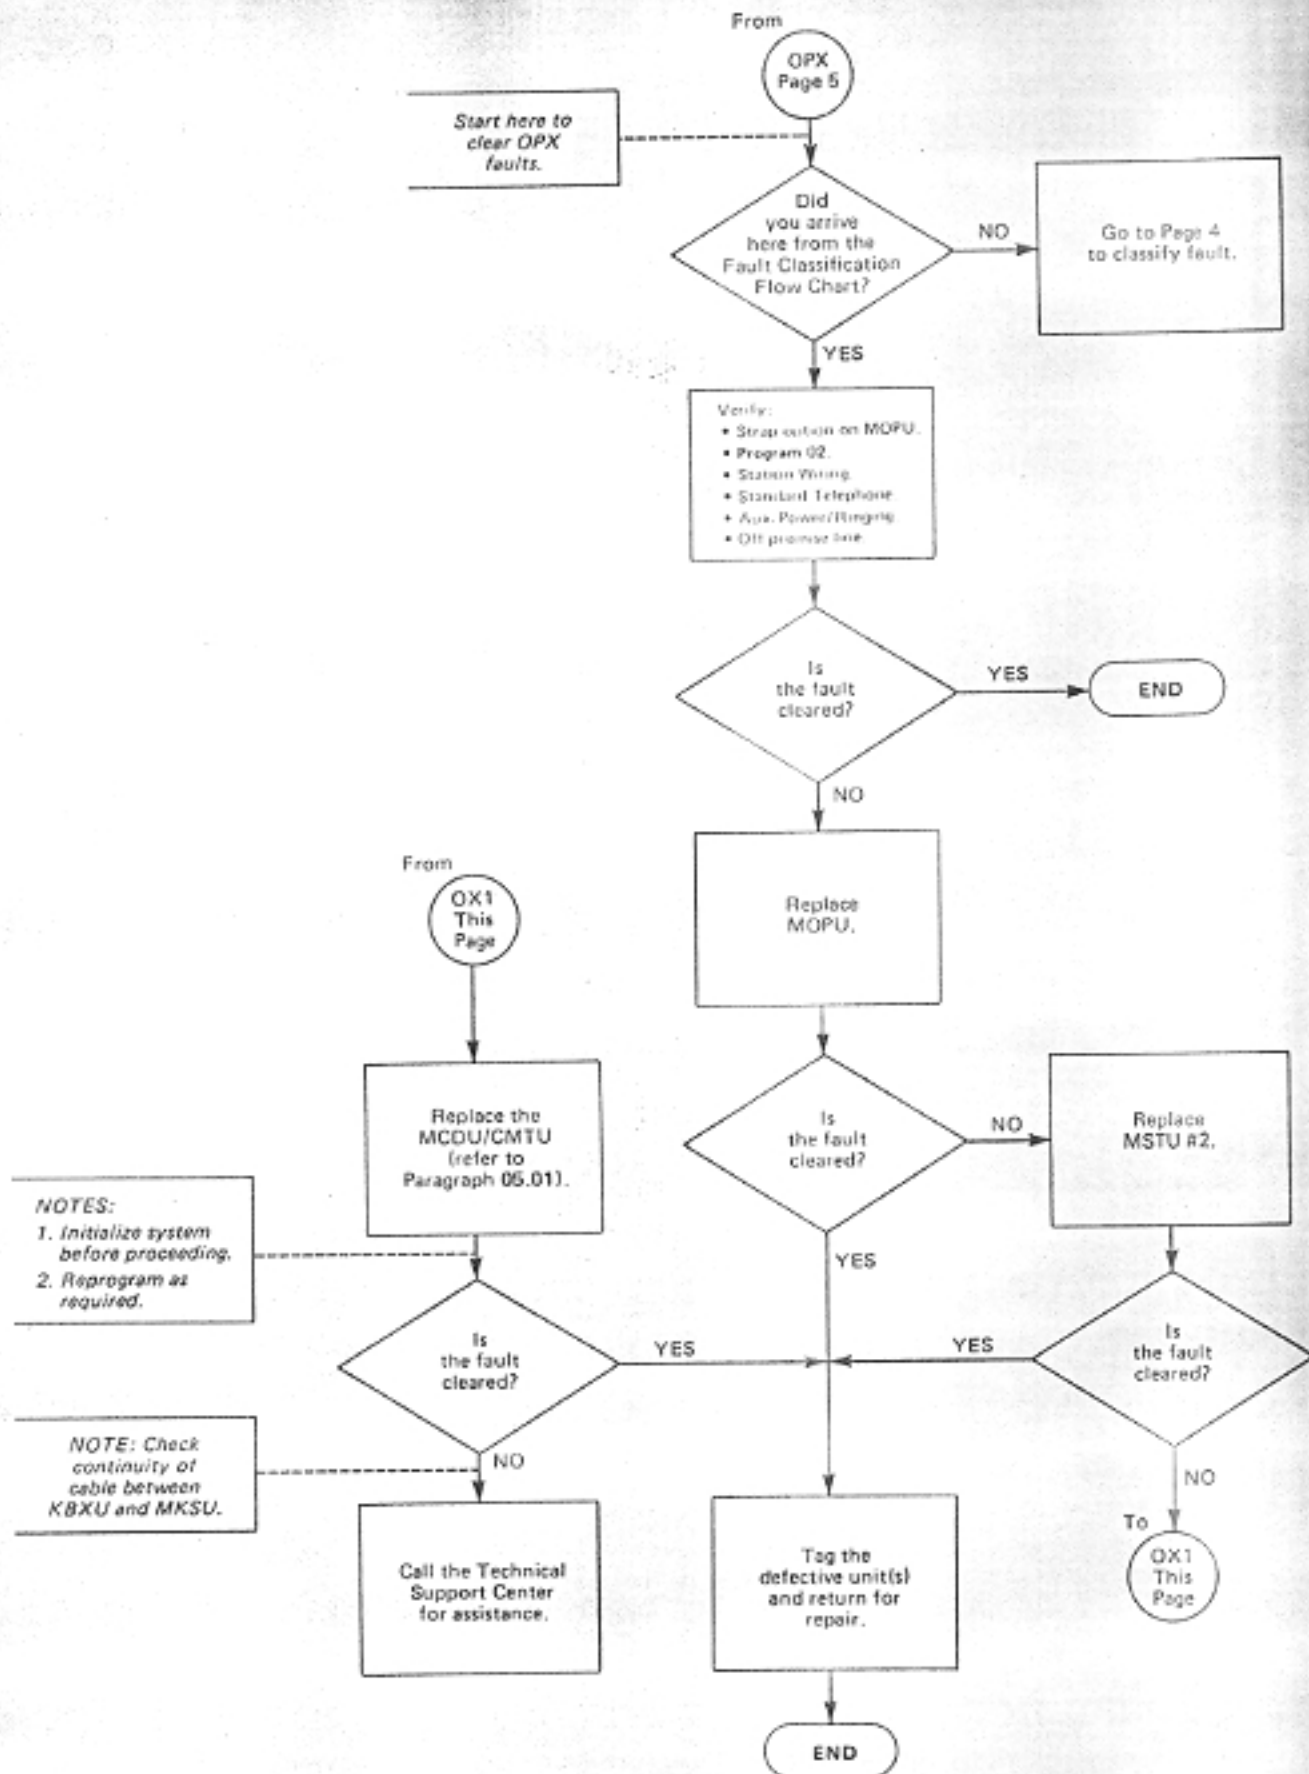 From
OPX
Page 5
Start here to
clear OPX
faults.
Did
you arrive
here from the
Fault Classification
Flow Chart?
NO
Go to Page 4
to classify fault.
YES
Verify:
• Strap option on MOPU.
• Program 02.
• Station Wiring.
• Standard Telephone.
• Aux. Power/Ringing.
• Off premise line.
Is
the fault
cleared?
YES
END
NO
Replace
MOPU.
From
OX1
This
Page
Replace the
MCOU/CMTU
(refer to
Paragraph 05.01).
Is
the fault
cleared?
NO
Replace
MSTU #2.
NOTES:
1. Initialize system
before proceeding.
2. Reprogram as
required.
YES
Is
the fault
cleared?
YES
YES
Is
the fault
cleared?
NOTE: Check
continuity of
cable between
KBXU and MKSU.
NO
NO
To
OX1
This
Page
Call the Technical
Support Center
for assistance.
Tag the
defective unit(s)
and return for
repair.
END